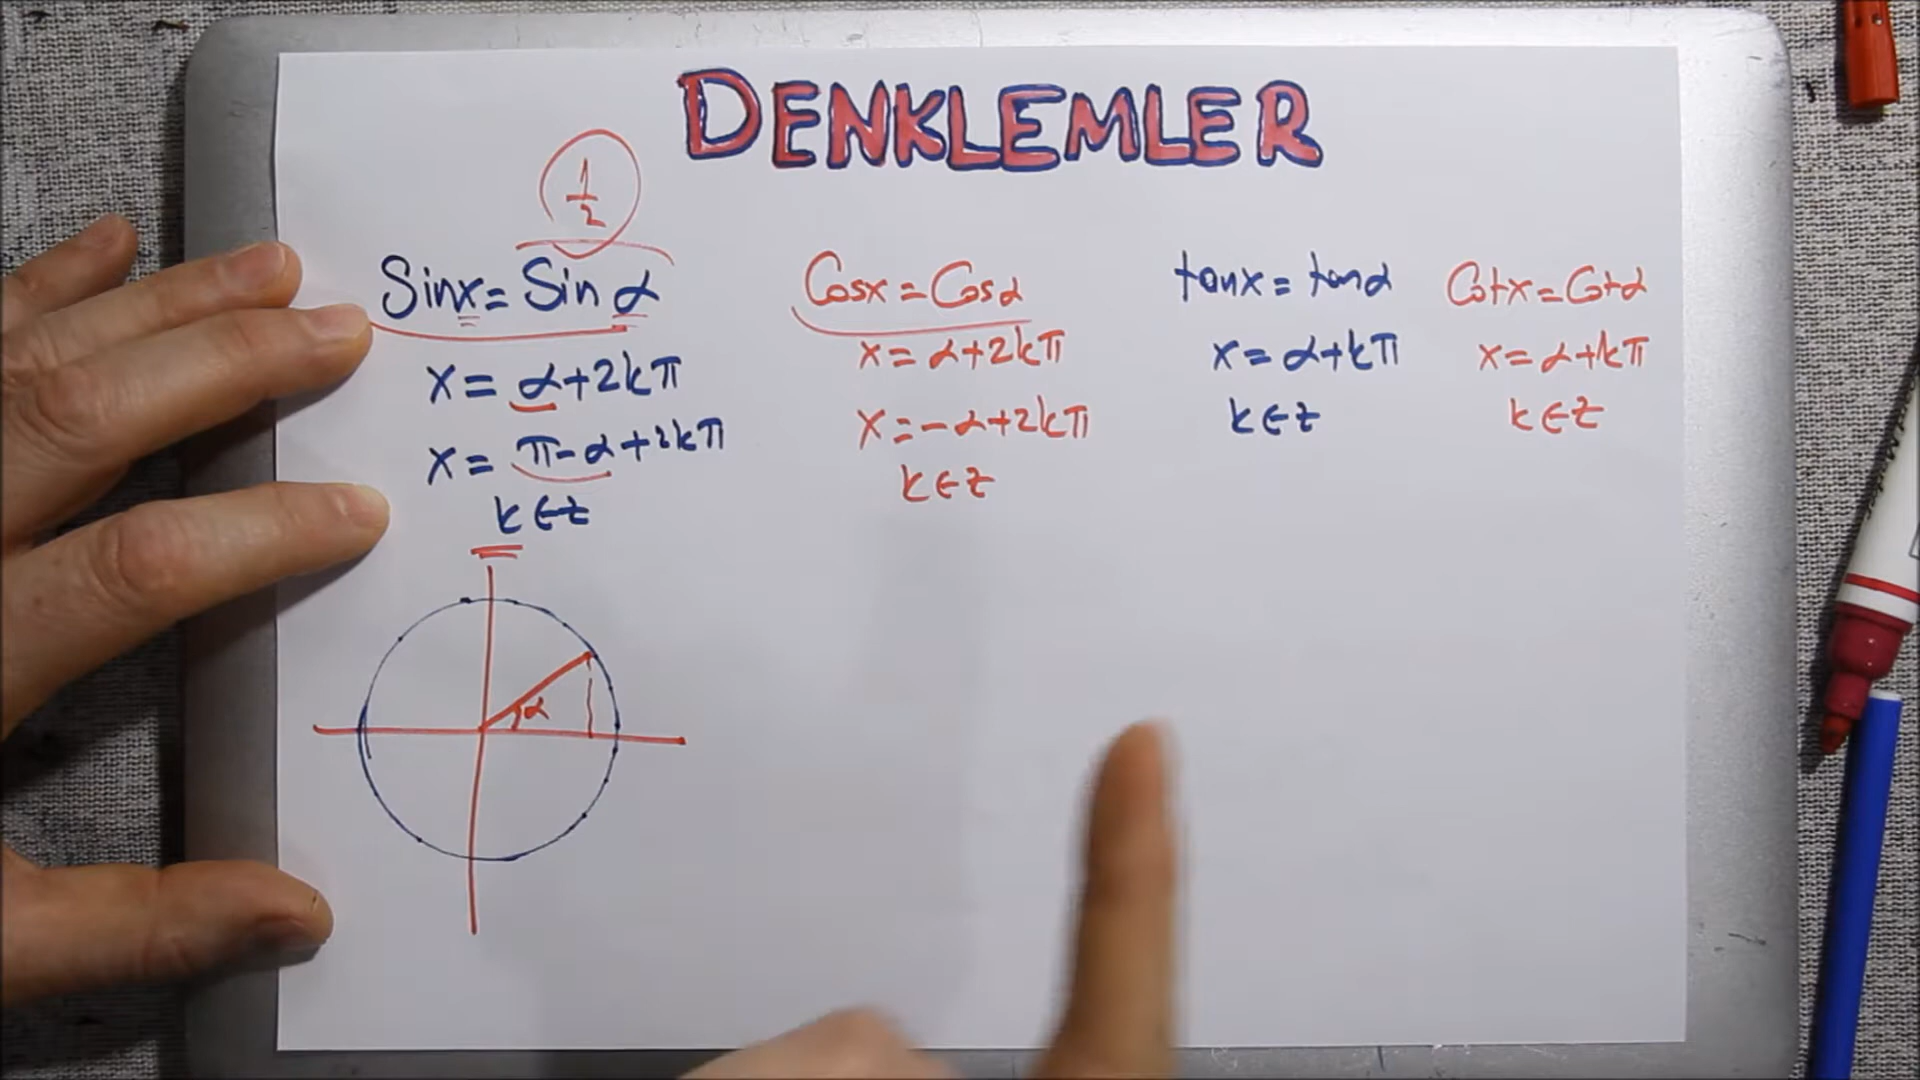 DENKLEMLER
1/2
Sinx = Sin α
x = α + 2kπ
x = π - α + 2kπ
k ∈ z
Cosx = Cosα
x = α + 2kπ
x = -α + 2kπ
k ∈ z
tanx = tanα
x = α + kπ
k ∈ z
Cotx = Cotα
x = α + kπ
k ∈ z
α